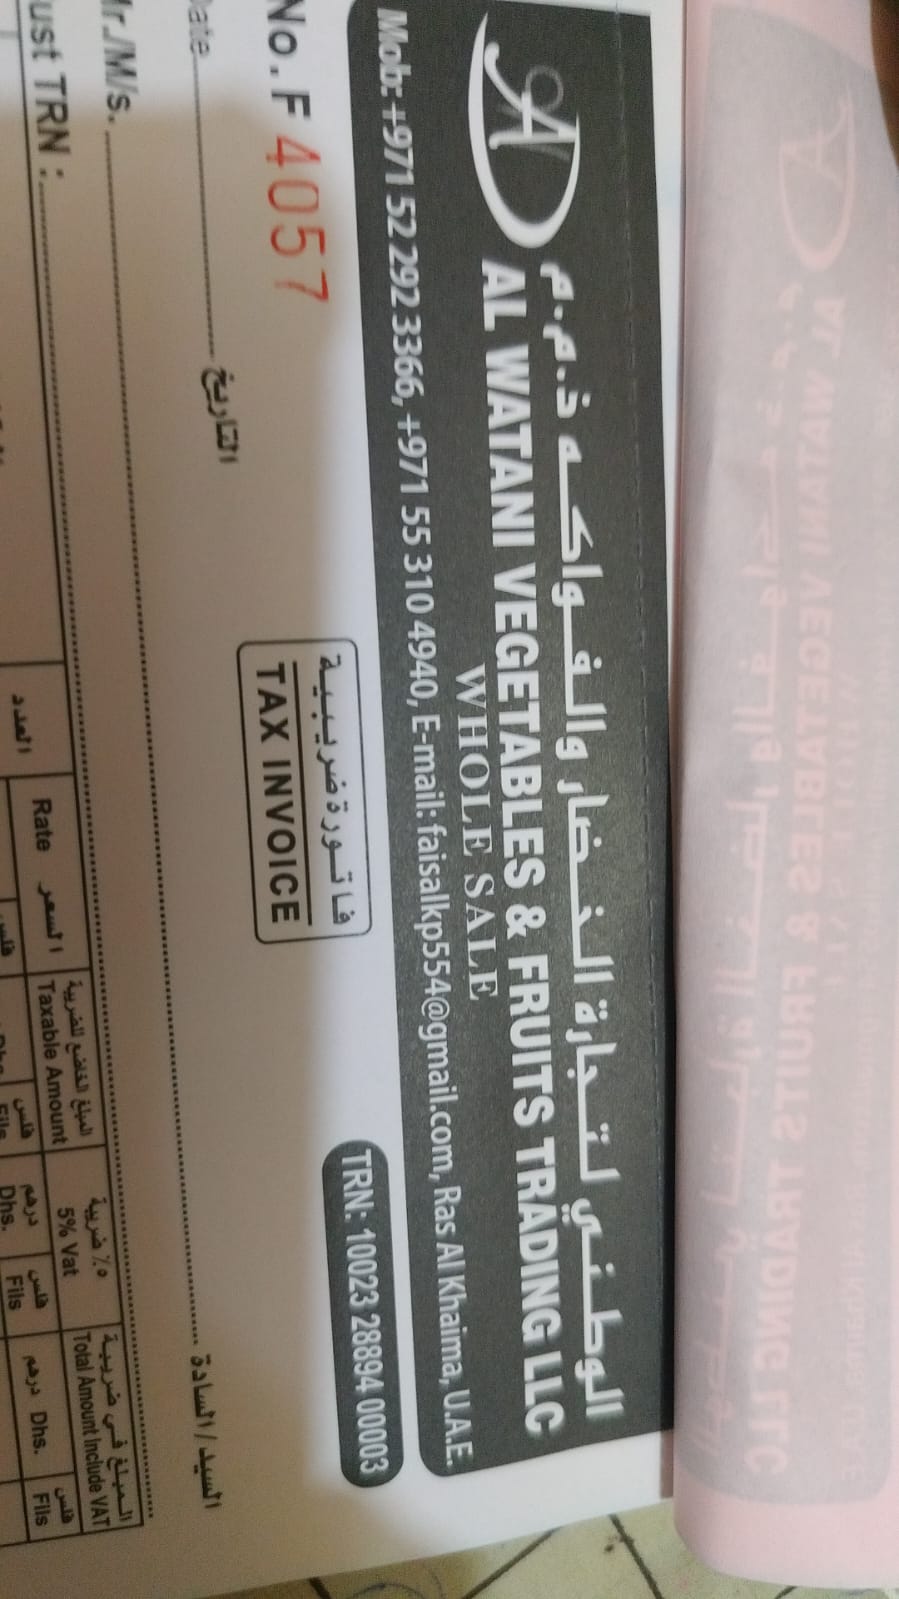 الوطني لتجارة الخضار والفواكه ذ.م.م
AL WATANI VEGETABLES & FRUITS TRADING LLC
WHOLE SALE
Mob: +971 52 292 3366, +971 55 310 4940, E-mail: faisalkp554@gmail.com, Ras Al Khaima, U.A.E.
TRN: 10023 28894 00003
No. F 4057
فاتورة ضريبية
TAX INVOICE
Date التاريخ
Mr./M/s. السيد / السادة
Cust TRN :
العدد
Rate السعر
المبلغ الخاضع للضريبة
Taxable Amount
٥٪ ضريبة
5% Vat
المبلغ في ضريبة
Total Amount Include VAT
فلس
Dhs.
فلس
Fils
درهم
Dhs.
فلس
Fils
درهم Dhs.
فلس
Fils